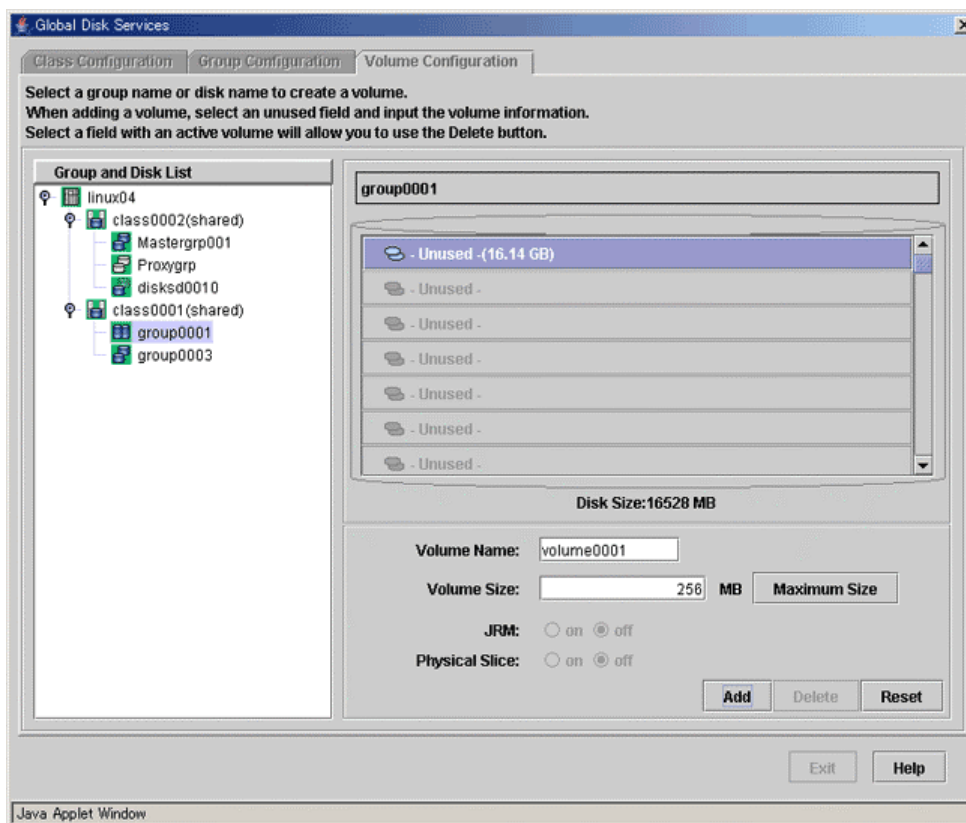 Global Disk Services
Class Configuration Group Configuration Volume Configuration
Select a group name or disk name to create a volume.
When adding a volume, select an unused field and input the volume information.
Select a field with an active volume will allow you to use the Delete button.
Group and Disk List
linux04
class0002(shared)
Mastergrp001
Proxygrp
disksd0010
class0001(shared)
group0001
group0003
group0001
- Unused -(16.14 GB)
- Unused -
- Unused -
- Unused -
- Unused -
- Unused -
- Unused -
Disk Size:16528 MB
Volume Name: volume0001
Volume Size: 256 MB Maximum Size
JRM: on off
Physical Slice: on off
Add Delete Reset
Exit Help
Java Applet Window